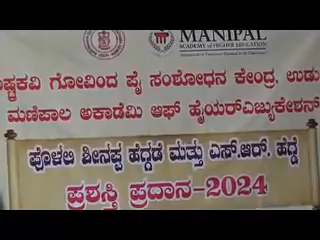 MANIPAL
ACADEMY of HIGHER EDUCATION
ಷ್ಟ್ರಕವಿ ಗೋವಿಂದ ಪೈ ಸಂಶೋಧನ ಕೇಂದ್ರ, ಉಡು
ಮಣಿಪಾಲ ಅಕಾಡೆಮಿ ಆಫ್ ಹೈಯರ್ ಎಜ್ಯುಕೇಶನ್
ಪೊಳಲಿ ಶೀನಪ್ಪ ಹೆಗ್ಗಡೆ ಮತ್ತು ಎಸ್.ಆರ್. ಹೆಗ್ಡೆ
ಪ್ರಶಸ್ತಿ ಪ್ರದಾನ-2024